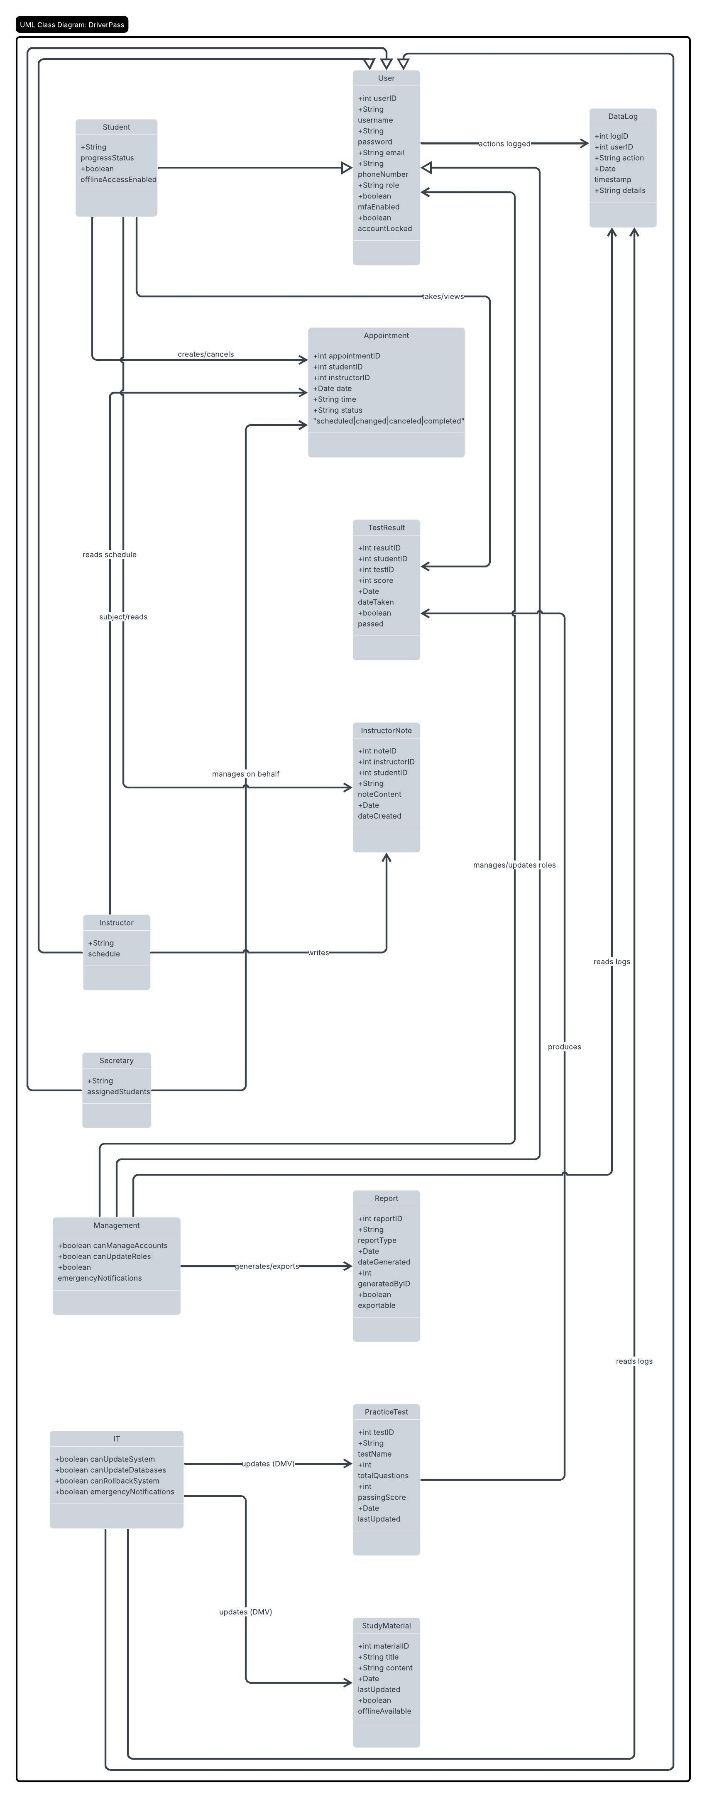 UML Class Diagram: DriverPass
User
+int userID
+String
username
+String
password
+String email
+String
phoneNumber
+String role
+boolean
mfaEnabled
+boolean
accountLocked
DataLog
+int logID
+int userID
+String action
+Date
timestamp
+String details
Student
+String
progressStatus
+boolean
offlineAccessEnabled
actions logged
takes/views
Appointment
+int appointmentID
+int studentID
+int instructorID
+Date date
+String time
+String status
"scheduled|changed|canceled|completed"
creates/cancels
TestResult
+int resultID
+int studentID
+int testID
+int score
+Date
dateTaken
+boolean
passed
reads schedule
subject/reads
InstructorNote
+int noteID
+int instructorID
+int studentID
+String
noteContent
+Date
dateCreated
manages on behalf
manages/updates roles
Instructor
+String
schedule
writes
reads logs
produces
Secretary
+String
assignedStudents
Management
+boolean canManageAccounts
+boolean canUpdateRoles
+boolean
emergencyNotifications
Report
+int reportID
+String
reportType
+Date
dateGenerated
+int
generatedByID
+boolean
exportable
generates/exports
reads logs
IT
+boolean canUpdateSystem
+boolean canUpdateDatabases
+boolean canRollbackSystem
+boolean emergencyNotifications
PracticeTest
+int testID
+String
testName
+int
totalQuestions
+int
passingScore
+Date
lastUpdated
updates (DMV)
updates (DMV)
StudyMaterial
+int materialID
+String title
+String content
+Date
lastUpdated
+boolean
offlineAvailable